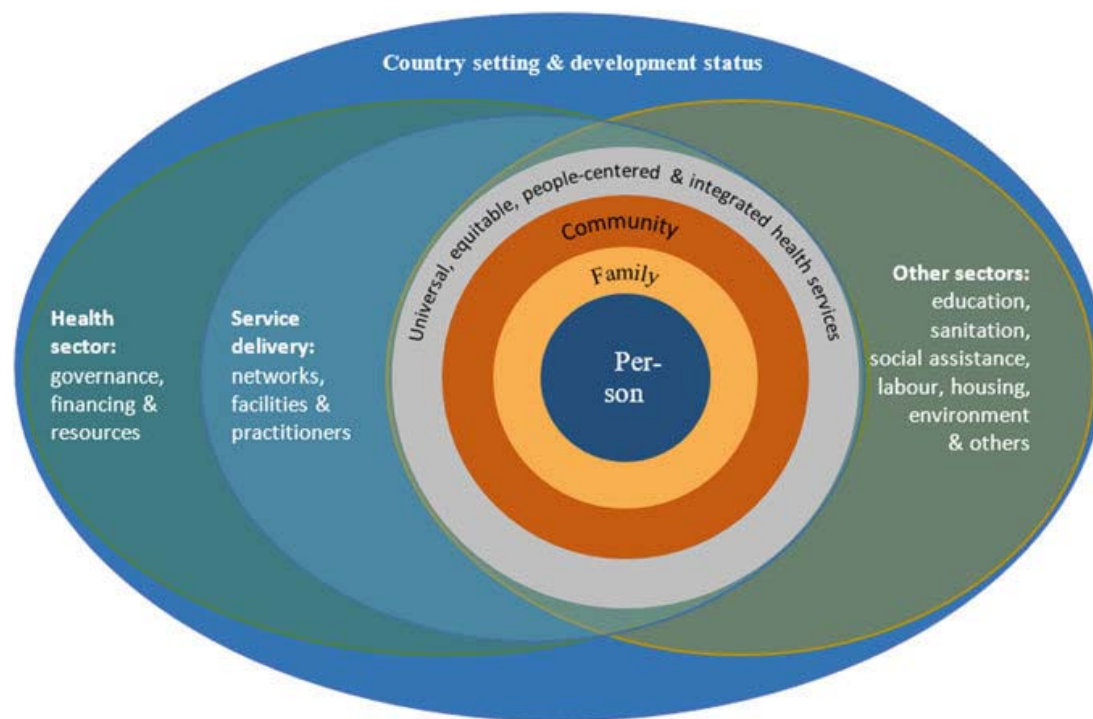 Country setting & development status
Universal, equitable, people-centered & integrated health services
Community
Family
Per-
son
Health
sector:
governance,
financing &
resources
Service
delivery:
networks,
facilities &
practitioners
Other sectors:
education,
sanitation,
social assistance,
labour, housing,
environment
& others